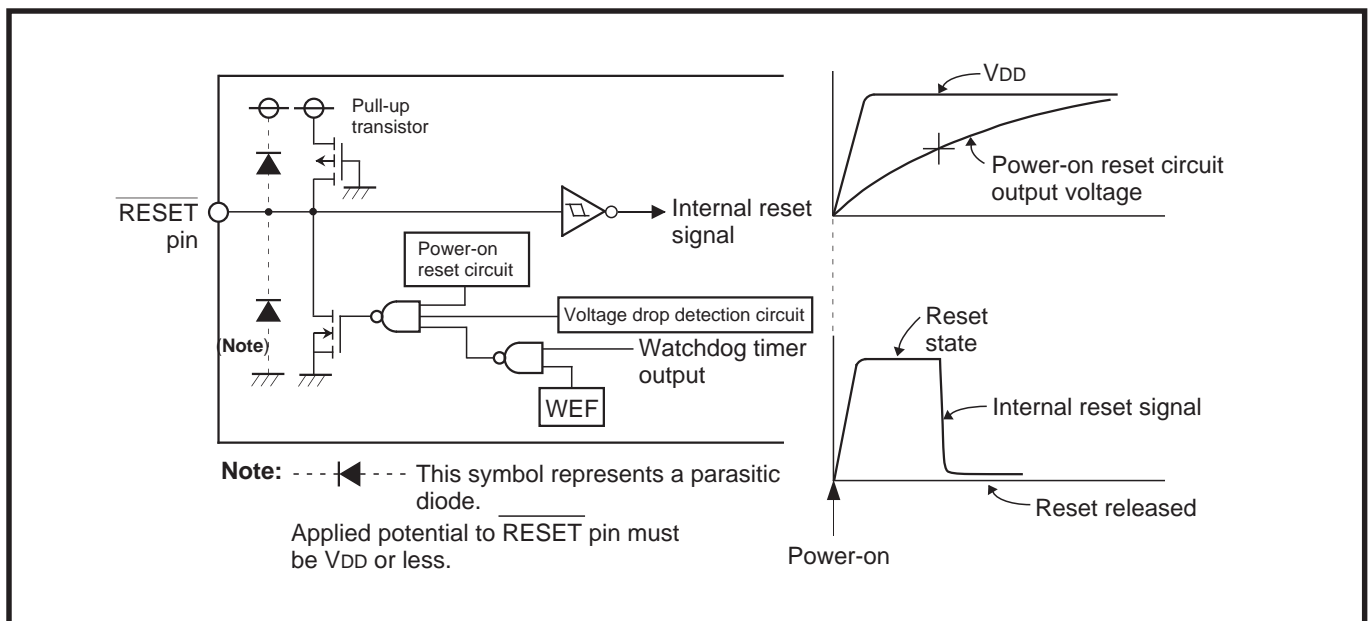 Pull-up
transistor
RESET
pin
Internal reset
signal
Power-on
reset circuit
Voltage drop detection circuit
Watchdog timer
output
WEF
(Note)
Note: This symbol represents a parasitic
diode.
Applied potential to RESET pin must
be VDD or less.
VDD
Power-on reset circuit
output voltage
Reset
state
Internal reset signal
Reset released
Power-on